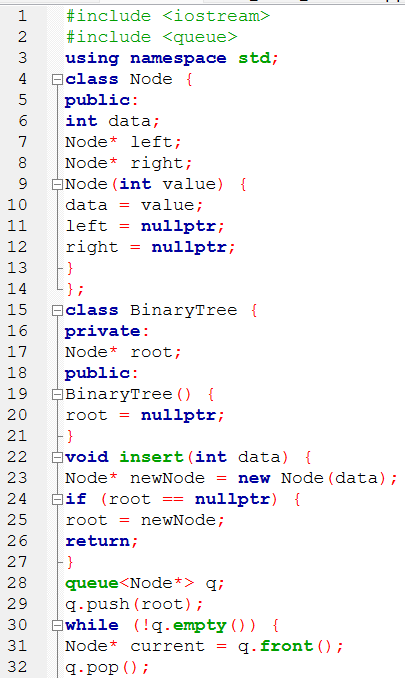 1 #include <iostream>
2 #include <queue>
3 using namespace std;
4 class Node {
5 public:
6 int data;
7 Node* left;
8 Node* right;
9 Node(int value) {
10 data = value;
11 left = nullptr;
12 right = nullptr;
13 }
14 };
15 class BinaryTree {
16 private:
17 Node* root;
18 public:
19 BinaryTree() {
20 root = nullptr;
21 }
22 void insert(int data) {
23 Node* newNode = new Node(data);
24 if (root == nullptr) {
25 root = newNode;
26 return;
27 }
28 queue<Node*> q;
29 q.push(root);
30 while (!q.empty()) {
31 Node* current = q.front();
32 q.pop();